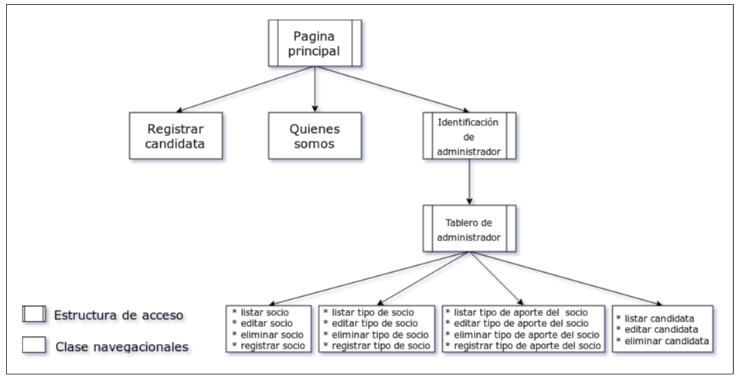 Pagina
principal
Registrar
candidata
Quienes
somos
Identificación
de
administrador
Tablero de
administrador
* listar socio
* editar socio
* eliminar socio
* registrar socio
* listar tipo de socio
* editar tipo de socio
* eliminar tipo de socio
* registrar tipo de socio
* listar tipo de aporte del socio
* editar tipo de aporte del socio
* eliminar tipo de aporte del socio
* registrar tipo de aporte del socio
* listar candidata
* editar candidata
* eliminar candidata
Estructura de acceso
Clase navegacionales